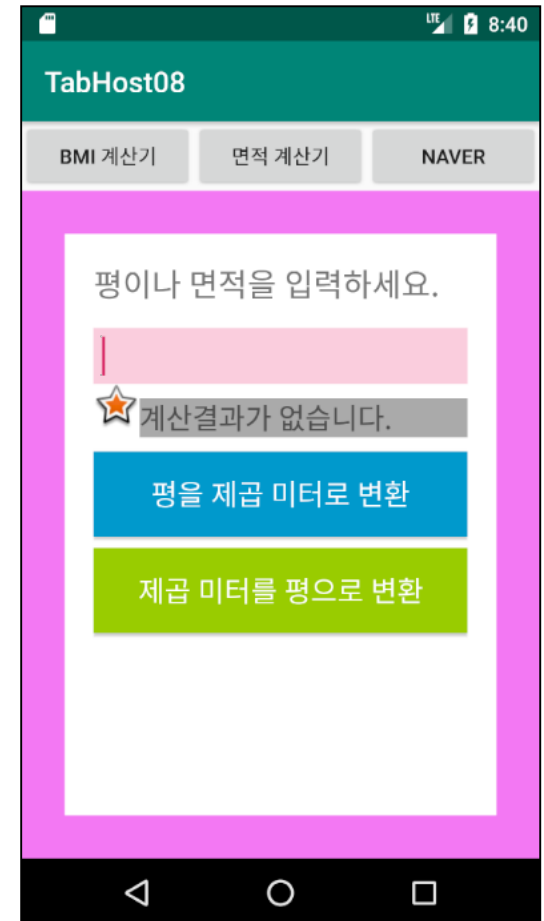 LTE 8:40
TabHost08
BMI 계산기 면적 계산기 NAVER
평이나 면적을 입력하세요.
계산결과가 없습니다.
평을 제곱 미터로 변환
제곱 미터를 평으로 변환